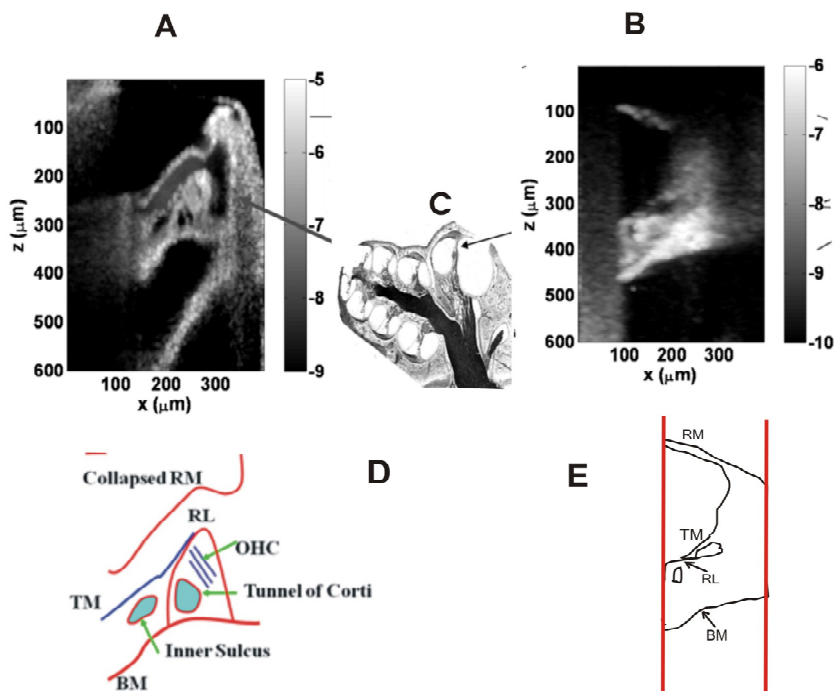 A
B
-5
-6
-7
-8
-9
100
200
300
400
500
600
z (μm)
100 200 300
x (μm)
C
-6
-7
-8
-9
-10
100
200
300
400
500
600
z (μm)
100 200 300
x (μm)
D
Collapsed RM
RL
OHC
TM
Tunnel of Corti
Inner Sulcus
BM
E
RM
TM
RL
BM